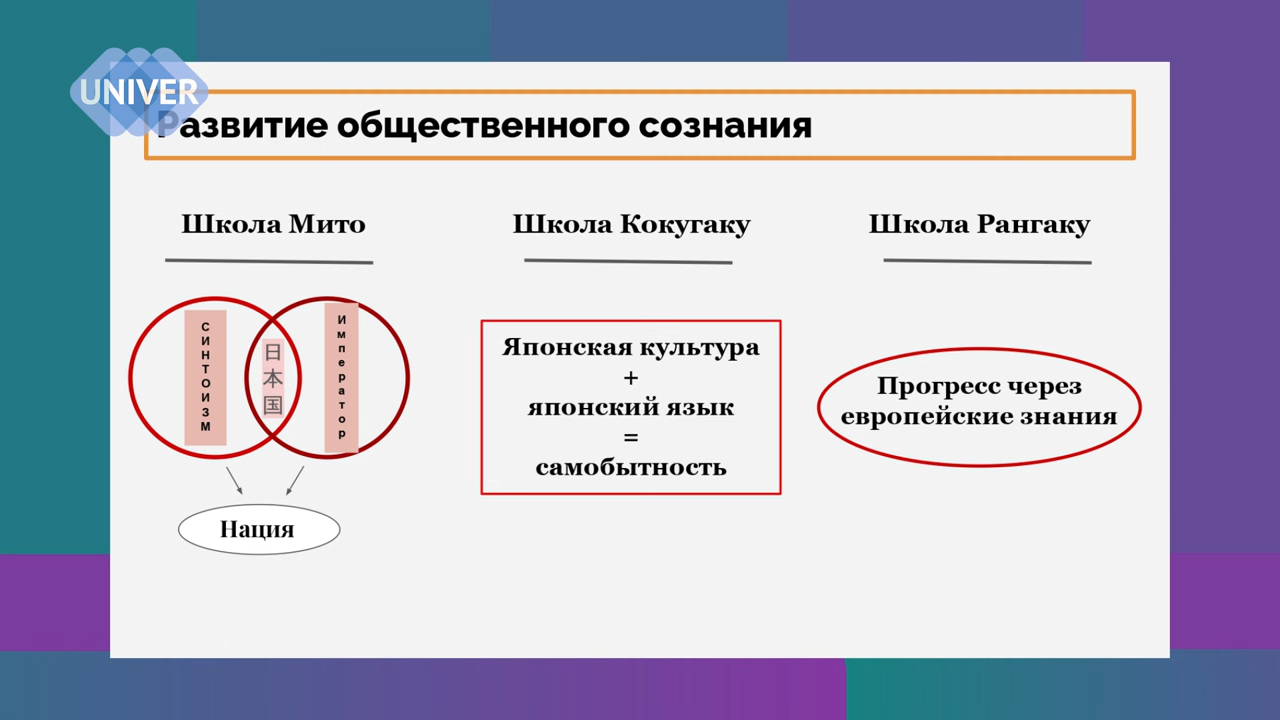 UNIVER
Развитие общественного сознания
Школа Мито
СИНТОИЗМ
日本国
Император
Нация
Школа Кокугаку
Японская культура
+
японский язык
=
самобытность
Школа Рангаку
Прогресс через
европейские знания